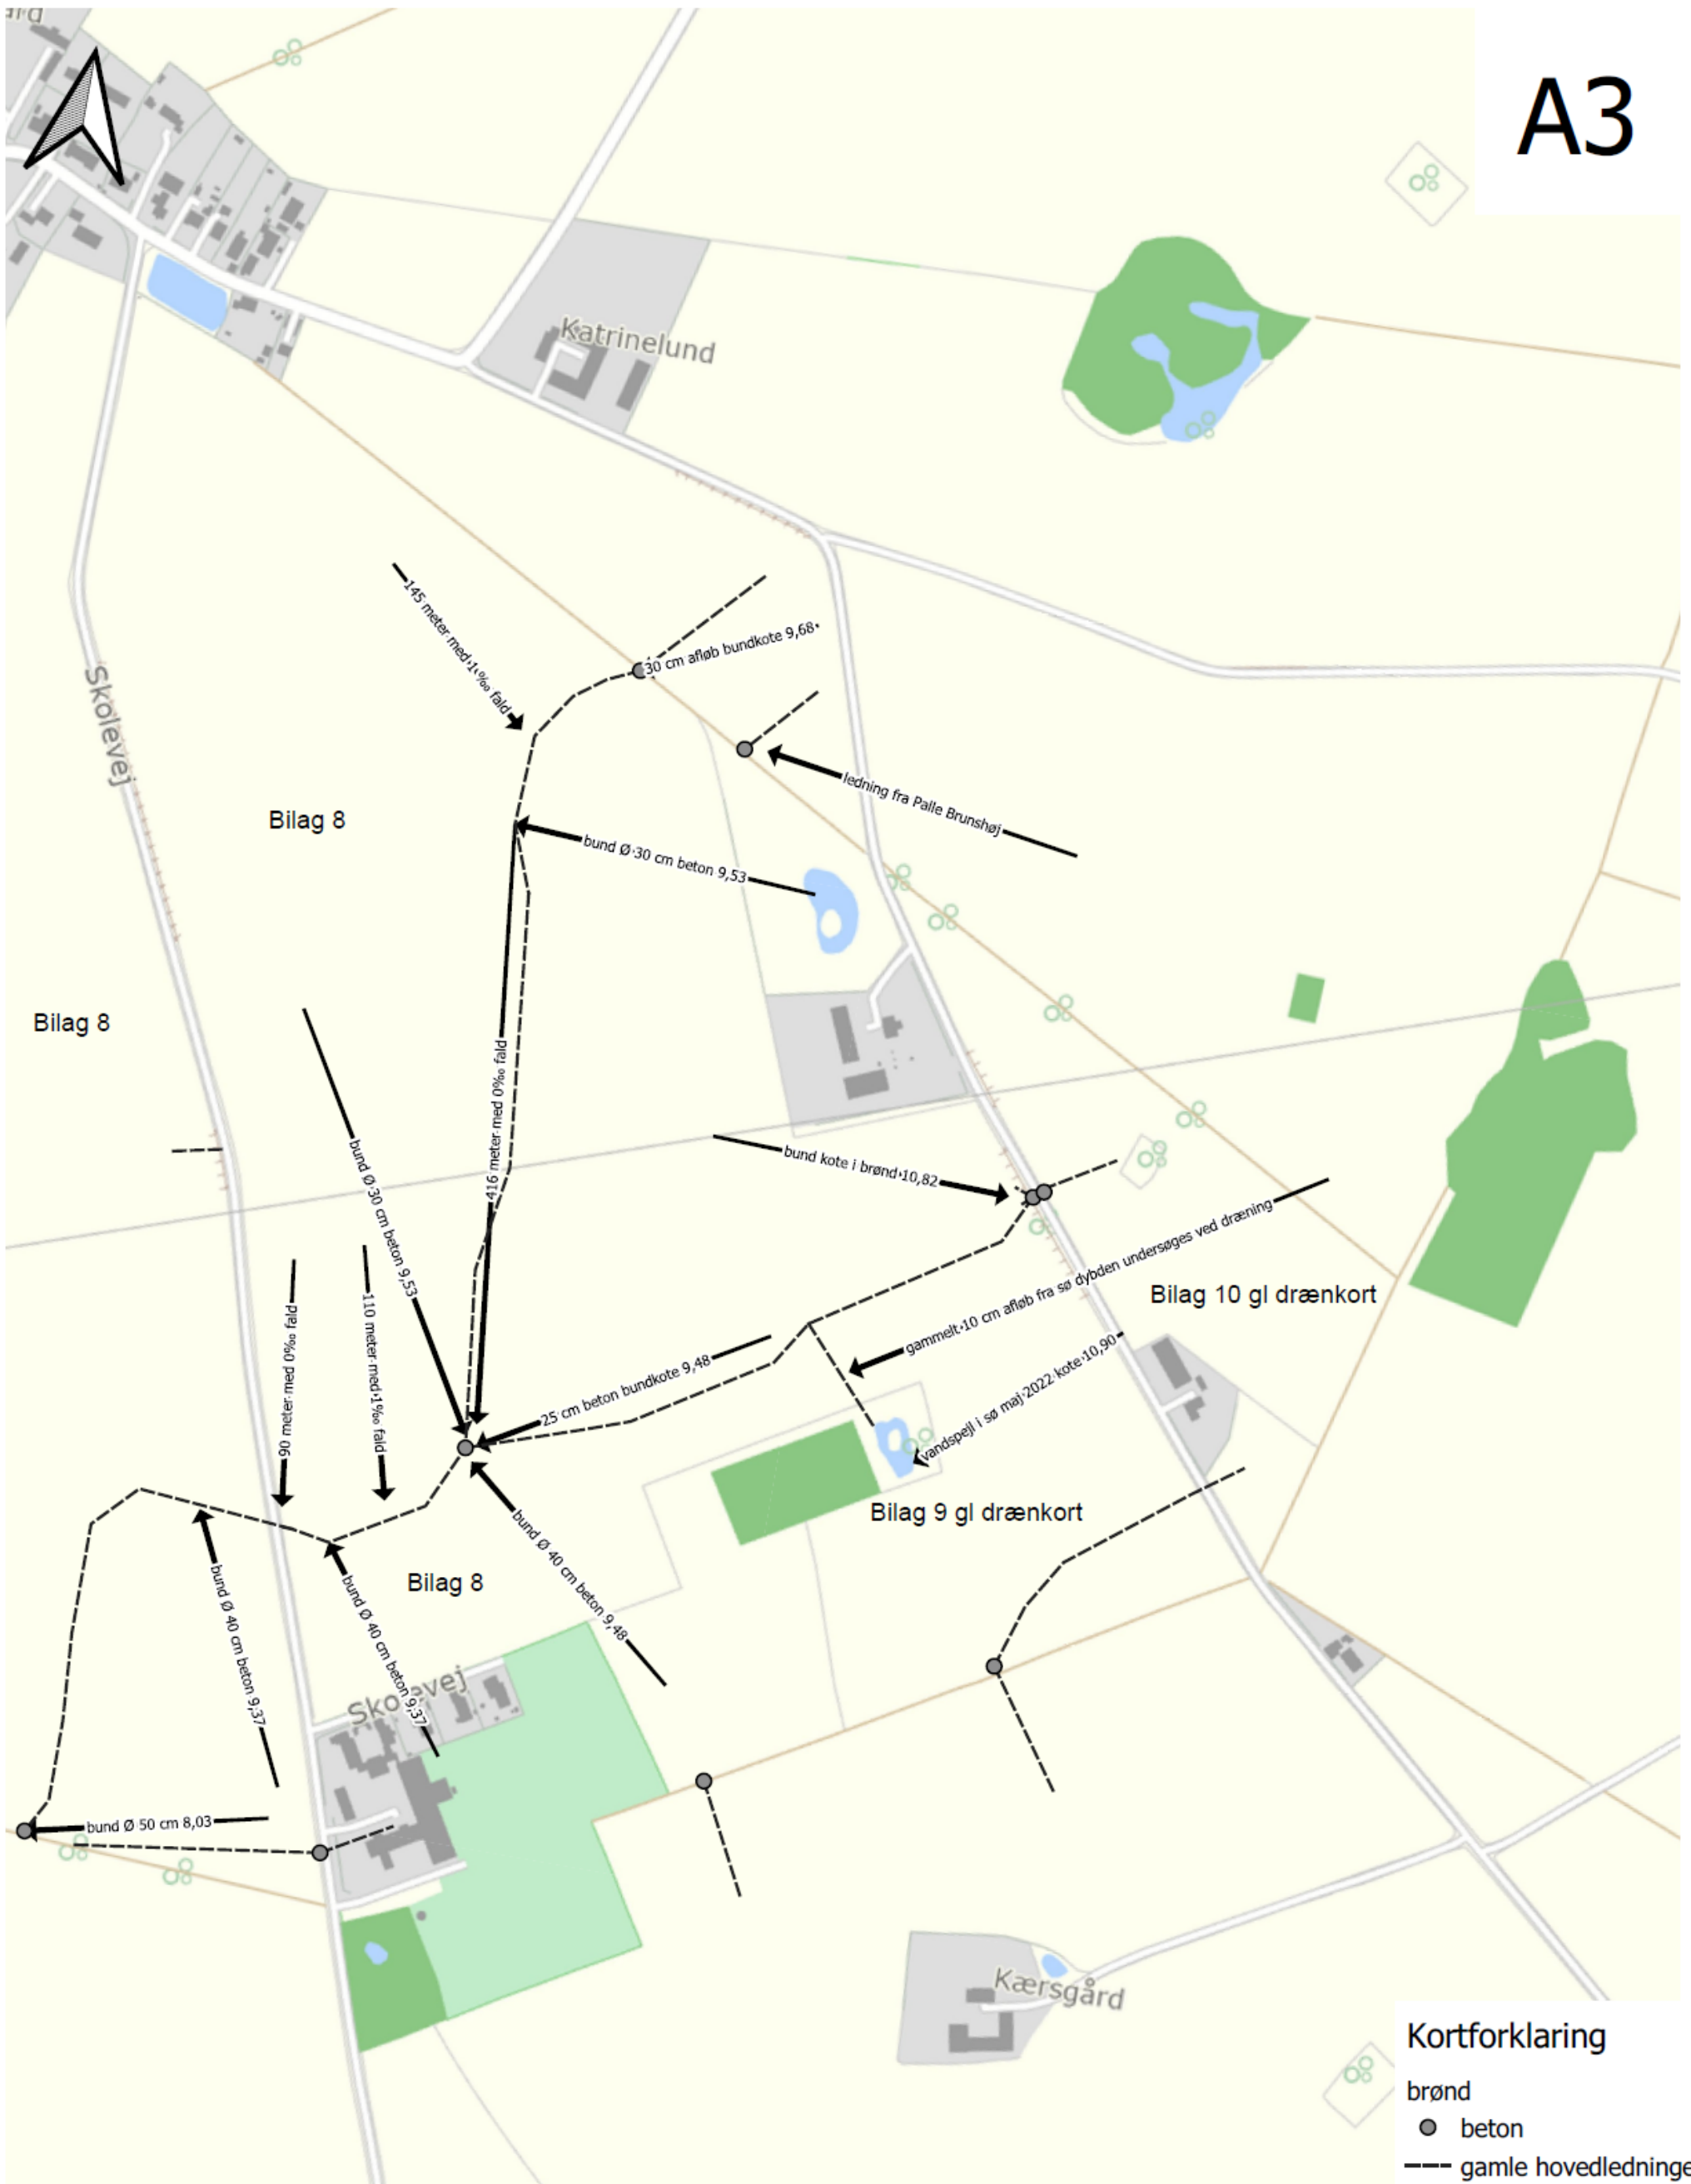 A3
Katrinelund
145 meter med 1‰ fald
30 cm afløb bundkote 9,68
Skolevej
ledning fra Palle Brunshøj
Bilag 8
bund Ø 30 cm beton 9,53
Bilag 8
416 meter med 0‰ fald
bund Ø 30 cm beton 9,53
bund kote i brønd 10,82
gammelt 10 cm afløb fra sø dybden undersøges ved dræning
Bilag 10 gl drænkort
90 meter med 0‰ fald
110 meter med 1‰ fald
25 cm beton bundkote 9,48
vandspejl i sø maj 2022 kote 10,90
Bilag 9 gl drænkort
bund Ø 40 cm beton 9,48
Bilag 8
bund Ø 40 cm beton 9,37
bund Ø 40 cm beton 9,37
Skolevej
bund Ø 50 cm 8,03
Kærsgård
Kortforklaring
brønd
beton
gamle hovedledninge